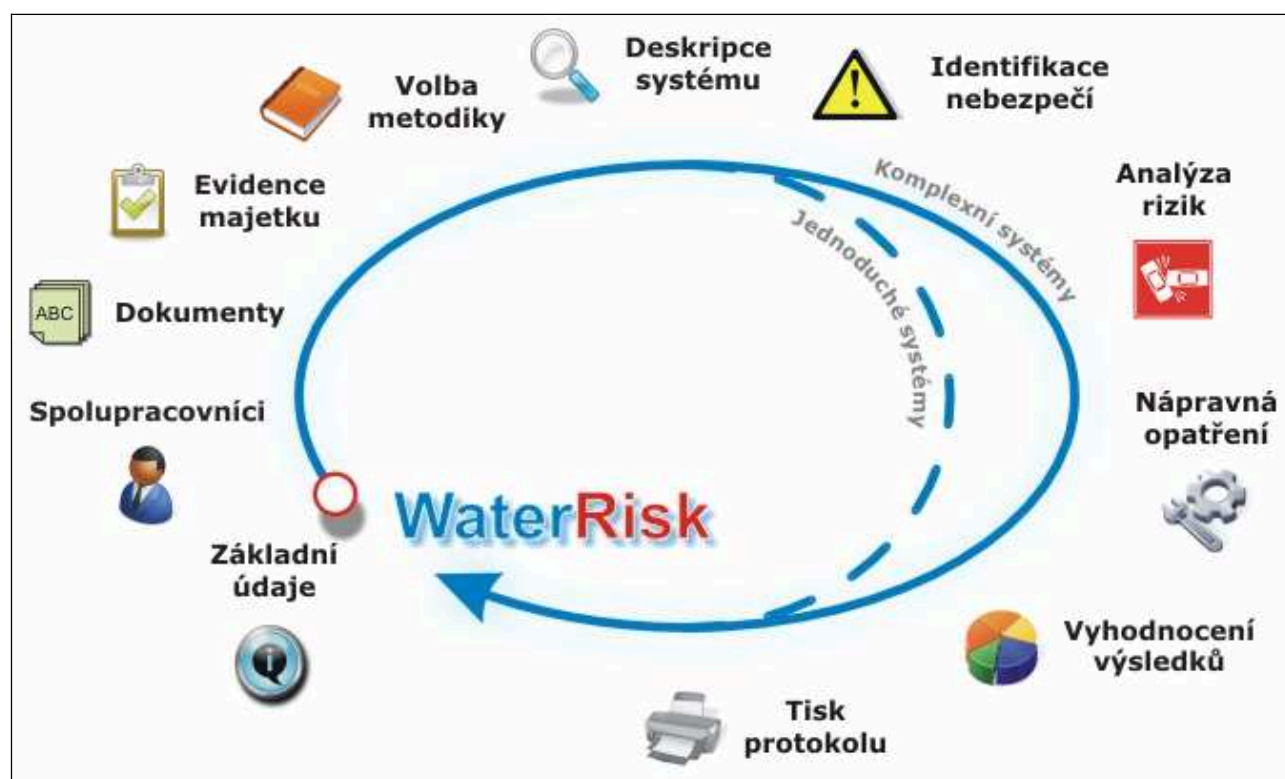 Deskripce
systému
Identifikace
nebezpečí
Volba
metodiky
Komplexní systémy
Analýza
rizik
Evidence
majetku
Jednoduché systémy
ABC
Dokumenty
Spolupracovníci
Nápravná
opatření
WaterRisk
Základní
údaje
i
Vyhodnocení
výsledků
Tisk
protokolu